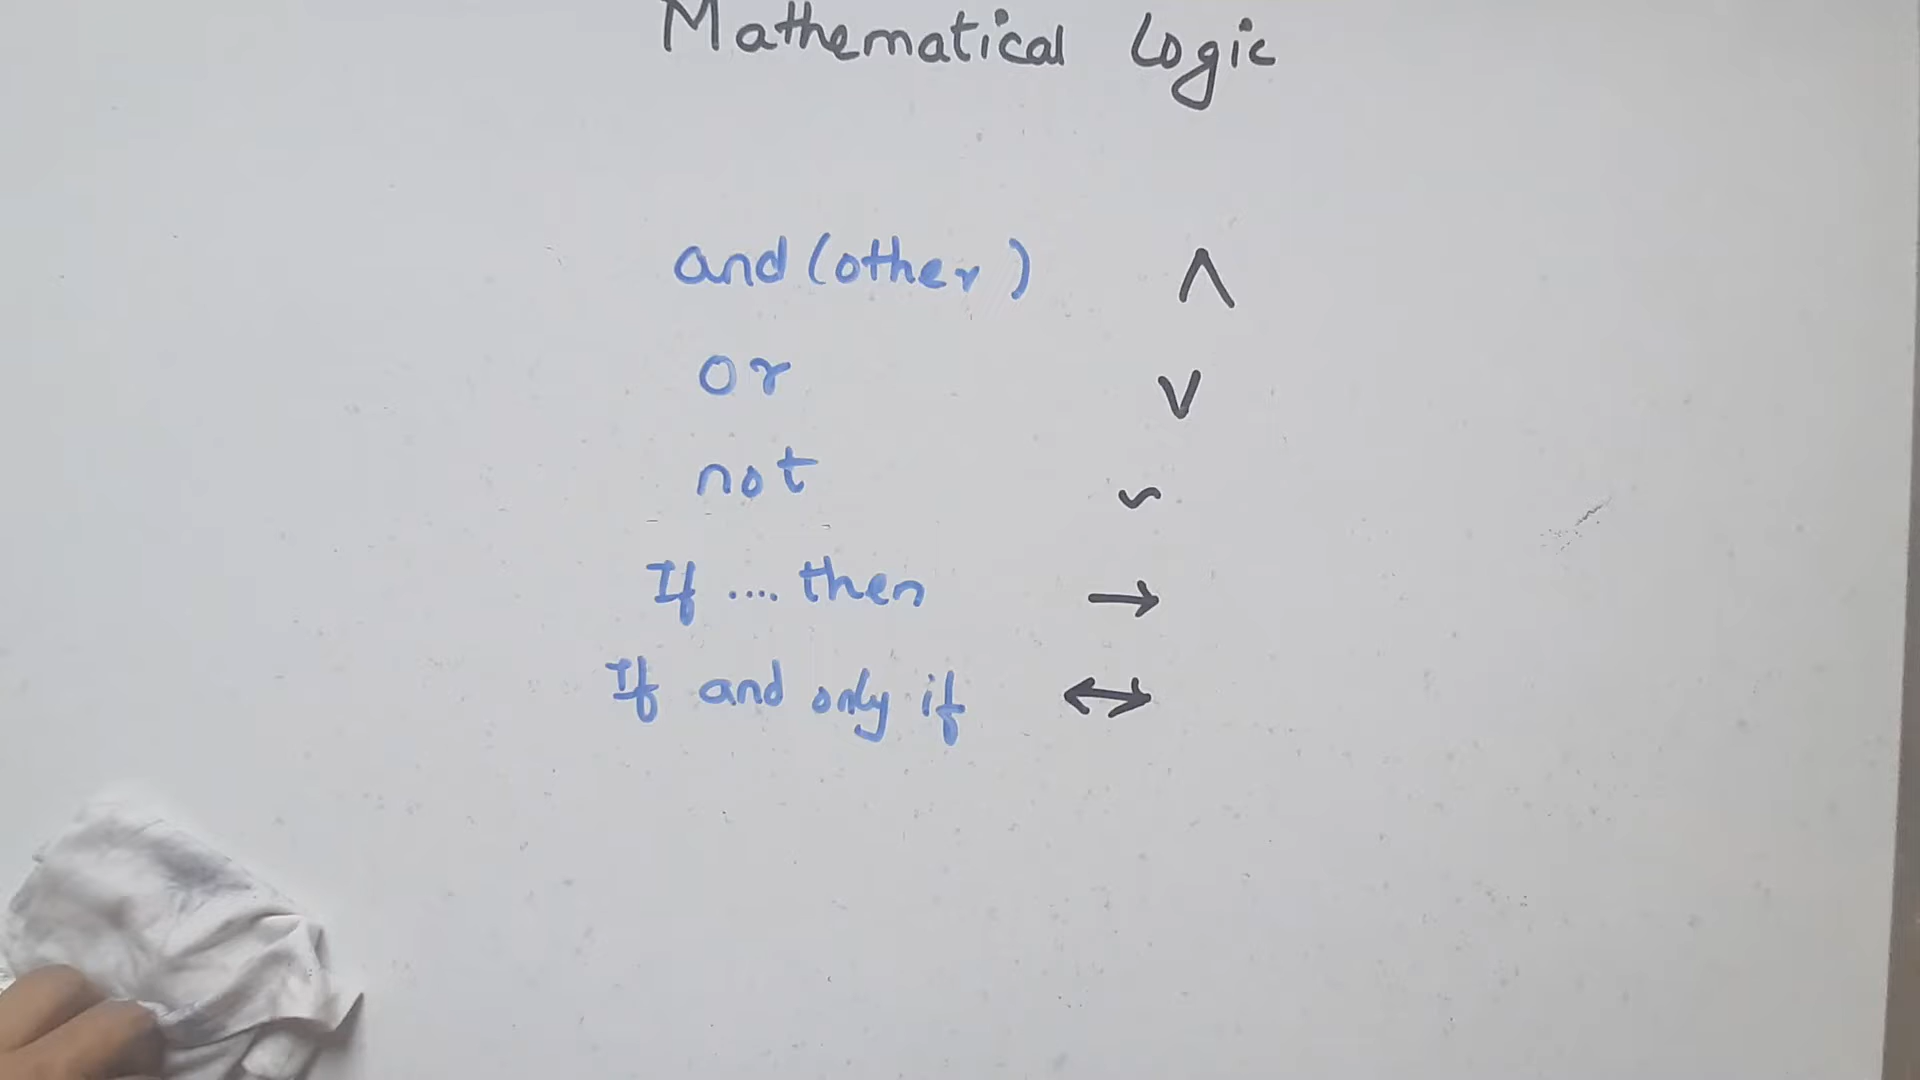 Mathematical Logic
and (other) ∧
or ∨
not ~
If .... then →
If and only if ↔